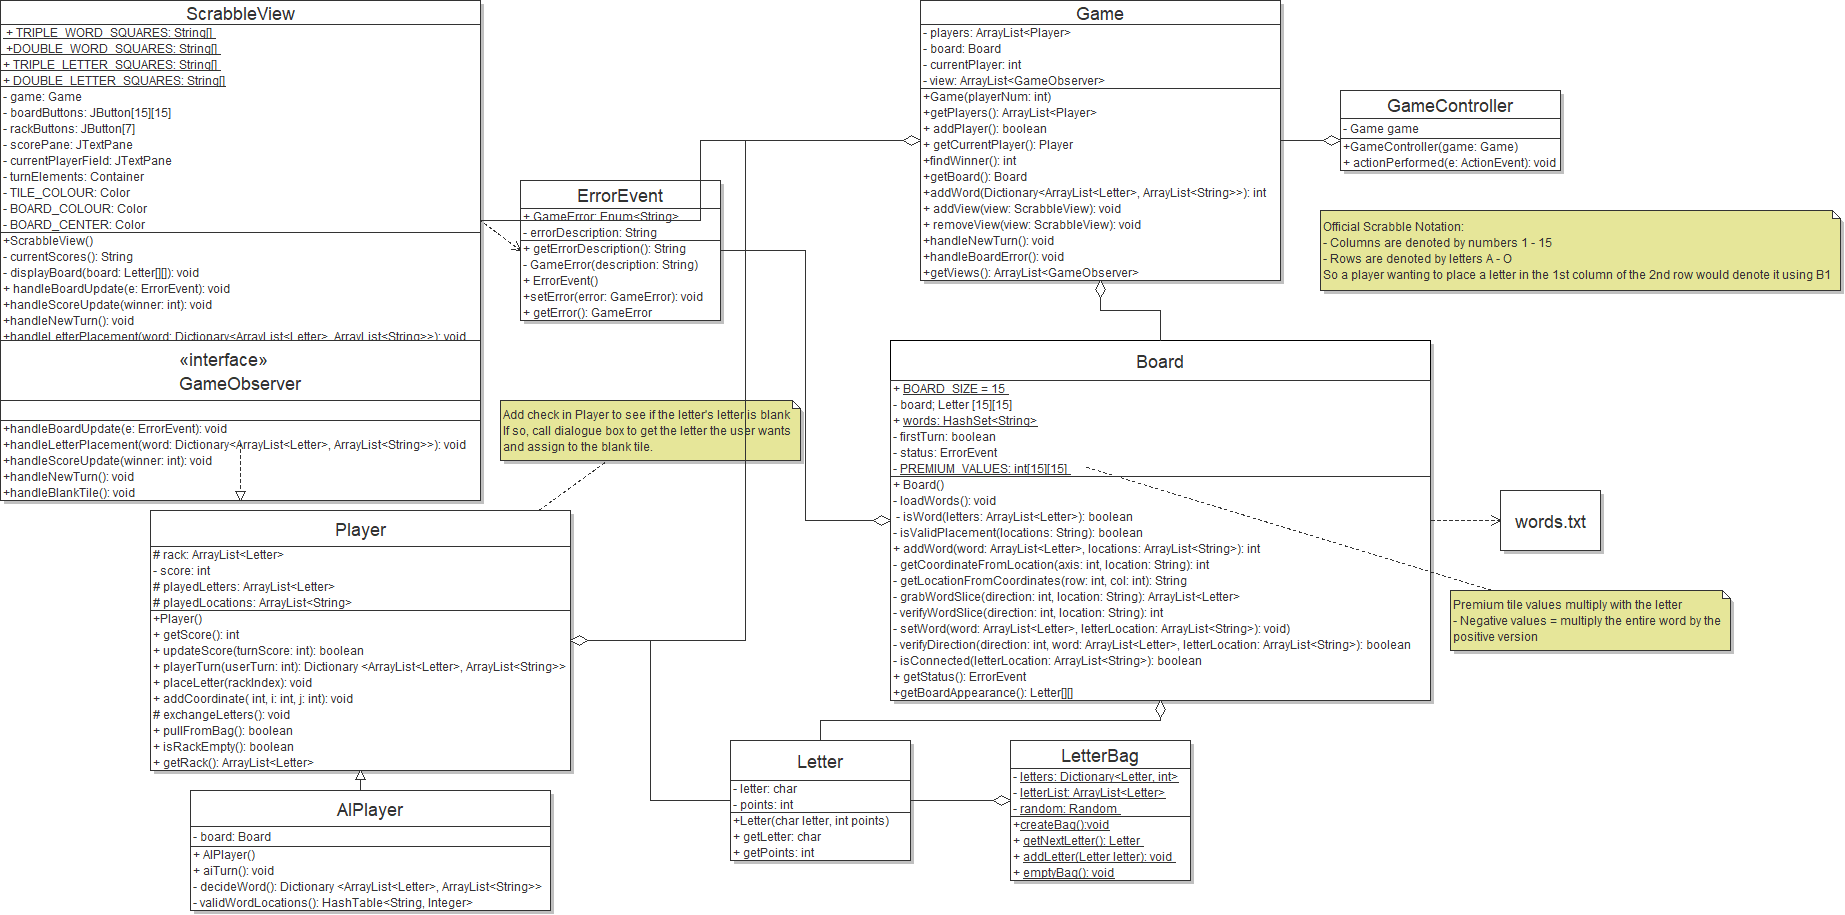 ScrabbleView
+ TRIPLE_WORD_SQUARES: String[]
+DOUBLE_WORD_SQUARES: String[]
+ TRIPLE_LETTER_SQUARES: String[]
+ DOUBLE_LETTER_SQUARES: String[]
- game: Game
- boardButtons: JButton[15][15]
- rackButtons: JButton[7]
- scorePane: JTextPane
- currentPlayerField: JTextPane
- turnElements: Container
- TILE_COLOUR: Color
- BOARD_COLOUR: Color
- BOARD_CENTER: Color
+ScrabbleView()
- currentScores(): String
- displayBoard(board: Letter[][]): void
+ handleBoardUpdate(e: ErrorEvent): void
+handleScoreUpdate(winner: int): void
+handleNewTurn(): void
+handleLetterPlacement(word: Dictionary<ArrayList<Letter>, ArrayList<String>>): void
«interface»
GameObserver
+handleBoardUpdate(e: ErrorEvent): void
+handleLetterPlacement(word: Dictionary<ArrayList<Letter>, ArrayList<String>>): void
+handleScoreUpdate(winner: int): void
+handleNewTurn(): void
+handleBlankTile(): void
ErrorEvent
+ GameError: Enum<String>
- errorDescription: String
+ getErrorDescription(): String
- GameError(description: String)
+ ErrorEvent()
+setError(error: GameError): void
+ getError(): GameError
Game
- players: ArrayList<Player>
- board: Board
- currentPlayer: int
- view: ArrayList<GameObserver>
+Game(playerNum: int)
+getPlayers(): ArrayList<Player>
+ addPlayer(): boolean
+ getCurrentPlayer(): Player
+findWinner(): int
+getBoard(): Board
+addWord(Dictionary<ArrayList<Letter>, ArrayList<String>>): int
+ addView(view: ScrabbleView): void
+ removeView(view: ScrabbleView): void
+handleNewTurn(): void
+handleBoardError(): void
+getViews(): ArrayList<GameObserver>
GameController
- Game game
+GameController(game: Game)
+ actionPerformed(e: ActionEvent): void
Official Scrabble Notation:
- Columns are denoted by numbers 1 - 15
- Rows are denoted by letters A - O
So a player wanting to place a letter in the 1st column of the 2nd row would denote it using B1
Add check in Player to see if the letter's letter is blank
If so, call dialogue box to get the letter the user wants
and assign to the blank tile.
Board
+ BOARD_SIZE = 15
- board; Letter [15][15]
+ words: HashSet<String>
- firstTurn: boolean
- status: ErrorEvent
- PREMIUM_VALUES: int[15][15]
+ Board()
- loadWords(): void
- isWord(letters: ArrayList<Letter>): boolean
- isValidPlacement(locations: String): boolean
+ addWord(word: ArrayList<Letter>, locations: ArrayList<String>): int
- getCoordinateFromLocation(axis: int, location: String): int
- getLocationFromCoordinates(row: int, col: int): String
- grabWordSlice(direction: int, location: String): ArrayList<Letter>
- verifyWordSlice(direction: int, location: String): int
- setWord(word: ArrayList<Letter>, letterLocation: ArrayList<String>): void)
- verifyDirection(direction: int, word: ArrayList<Letter>, letterLocation: ArrayList<String>): boolean
- isConnected(letterLocation: ArrayList<String>): boolean
+ getStatus(): ErrorEvent
+getBoardAppearance(): Letter[][]
words.txt
Premium tile values multiply with the letter
- Negative values = multiply the entire word by the
positive version
Player
# rack: ArrayList<Letter>
- score: int
# playedLetters: ArrayList<Letter>
# playedLocations: ArrayList<String>
+Player()
+ getScore(): int
+ updateScore(turnScore: int): boolean
+ playerTurn(userTurn: int): Dictionary <ArrayList<Letter>, ArrayList<String>>
+ placeLetter(rackIndex): void
+ addCoordinate( int, i: int, j: int): void
# exchangeLetters(): void
+ pullFromBag(): boolean
+ isRackEmpty(): boolean
+ getRack(): ArrayList<Letter>
AIPlayer
- board: Board
+ AIPlayer()
+ aiTurn(): void
- decideWord(): Dictionary <ArrayList<Letter>, ArrayList<String>>
- validWordLocations(): HashTable<String, Integer>
Letter
- letter: char
- points: int
+Letter(char letter, int points)
+ getLetter: char
+ getPoints: int
LetterBag
- letters: Dictionary<Letter, int>
- letterList: ArrayList<Letter>
- random: Random
+createBag():void
+ getNextLetter(): Letter
+ addLetter(Letter letter): void
+ emptyBag(): void